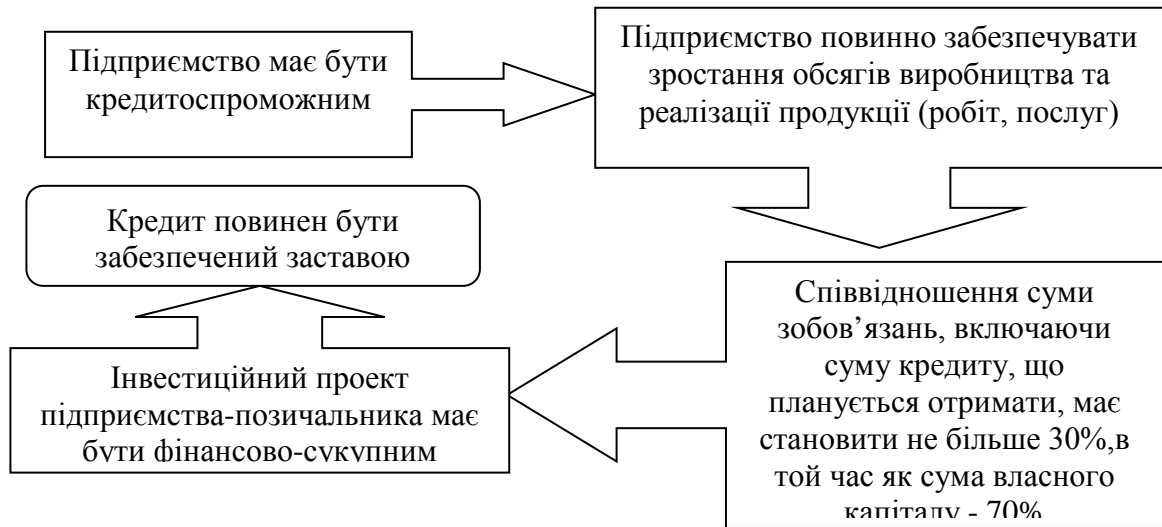 Підприємство має бути
кредитоспроможним
Підприємство повинно забезпечувати
зростання обсягів виробництва та
реалізації продукції (робіт, послуг)
Співвідношення суми
зобов’язань, включаючи
суму кредиту, що
планується отримати, має
становити не більше 30%,в
той час як сума власного
капіталу - 70%
Інвестиційний проект
підприємства-позичальника має
бути фінансово-сукупним
Кредит повинен бути
забезпечений заставою